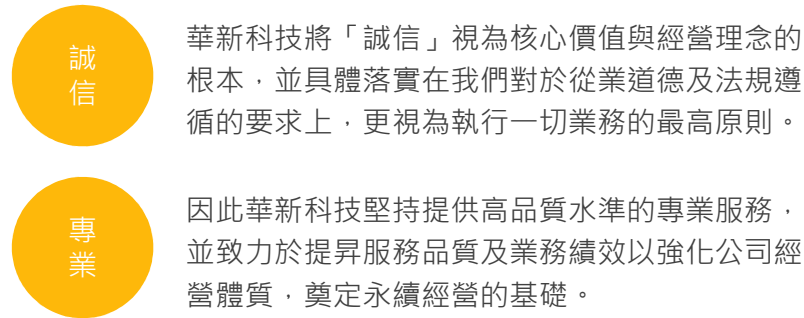 誠
信
華新科技將「誠信」視為核心價值與經營理念的
根本，並具體落實在我們對於從業道德及法規遵
循的要求上，更視為執行一切業務的最高原則。
專
業
因此華新科技堅持提供高品質水準的專業服務，
並致力於提昇服務品質及業務績效以強化公司經
營體質，奠定永續經營的基礎。